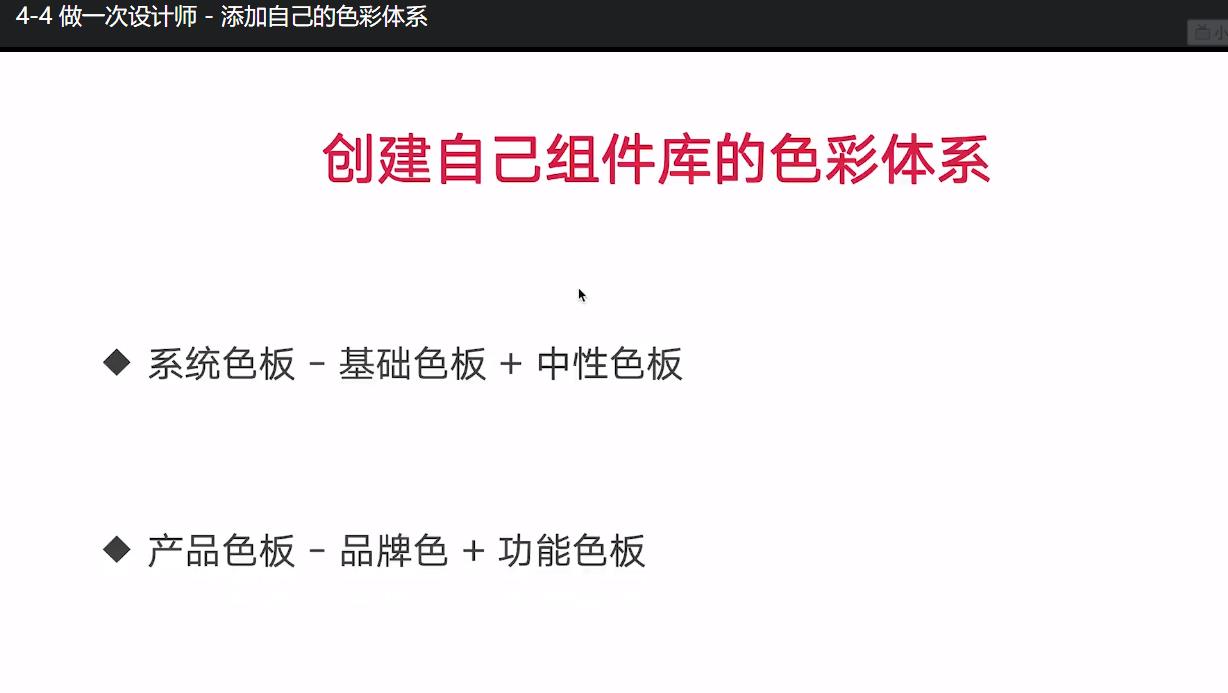 4-4 做一次设计师 - 添加自己的色彩体系
小
创建自己组件库的色彩体系
◆ 系统色板 - 基础色板 + 中性色板
◆ 产品色板 - 品牌色 + 功能色板